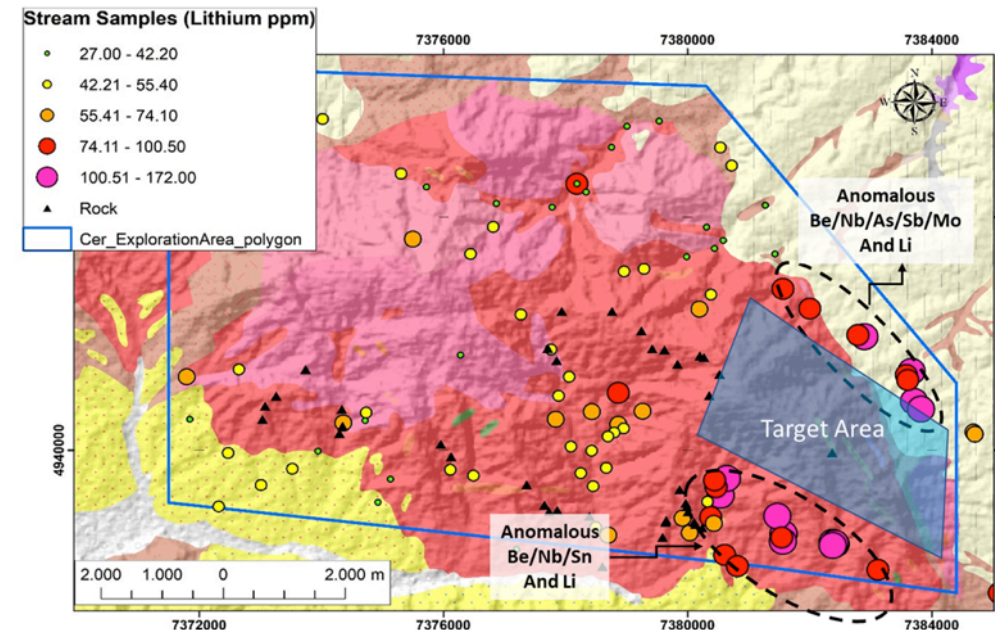 Stream Samples (Lithium ppm)
27.00 - 42.20
42.21 - 55.40
55.41 - 74.10
74.11 - 100.50
100.51 - 172.00
Rock
Cer_ExplorationArea_polygon
7376000
7380000
7384000
N
W
E
S
Anomalous
Be/Nb/As/Sb/Mo
And Li
Target Area
4940000
Anomalous
Be/Nb/Sn
And Li
2.000 1.000 0 2.000 m
7372000
7376000
7380000
7384000